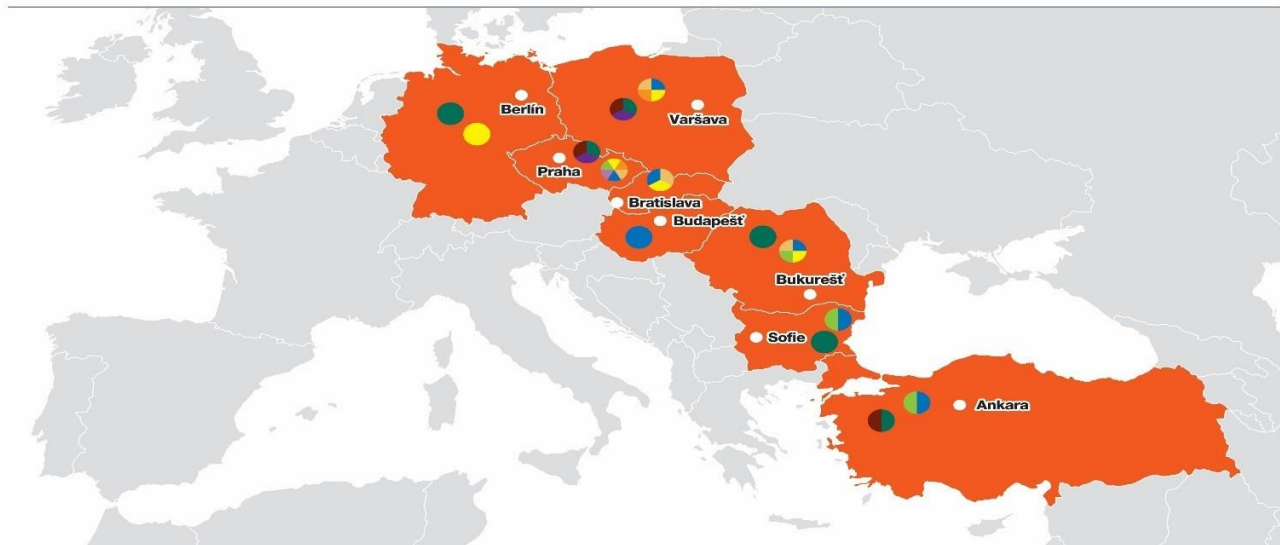 Berlín
Varšava
Praha
Bratislava
Budapešť
Bukurešť
Sofie
Ankara